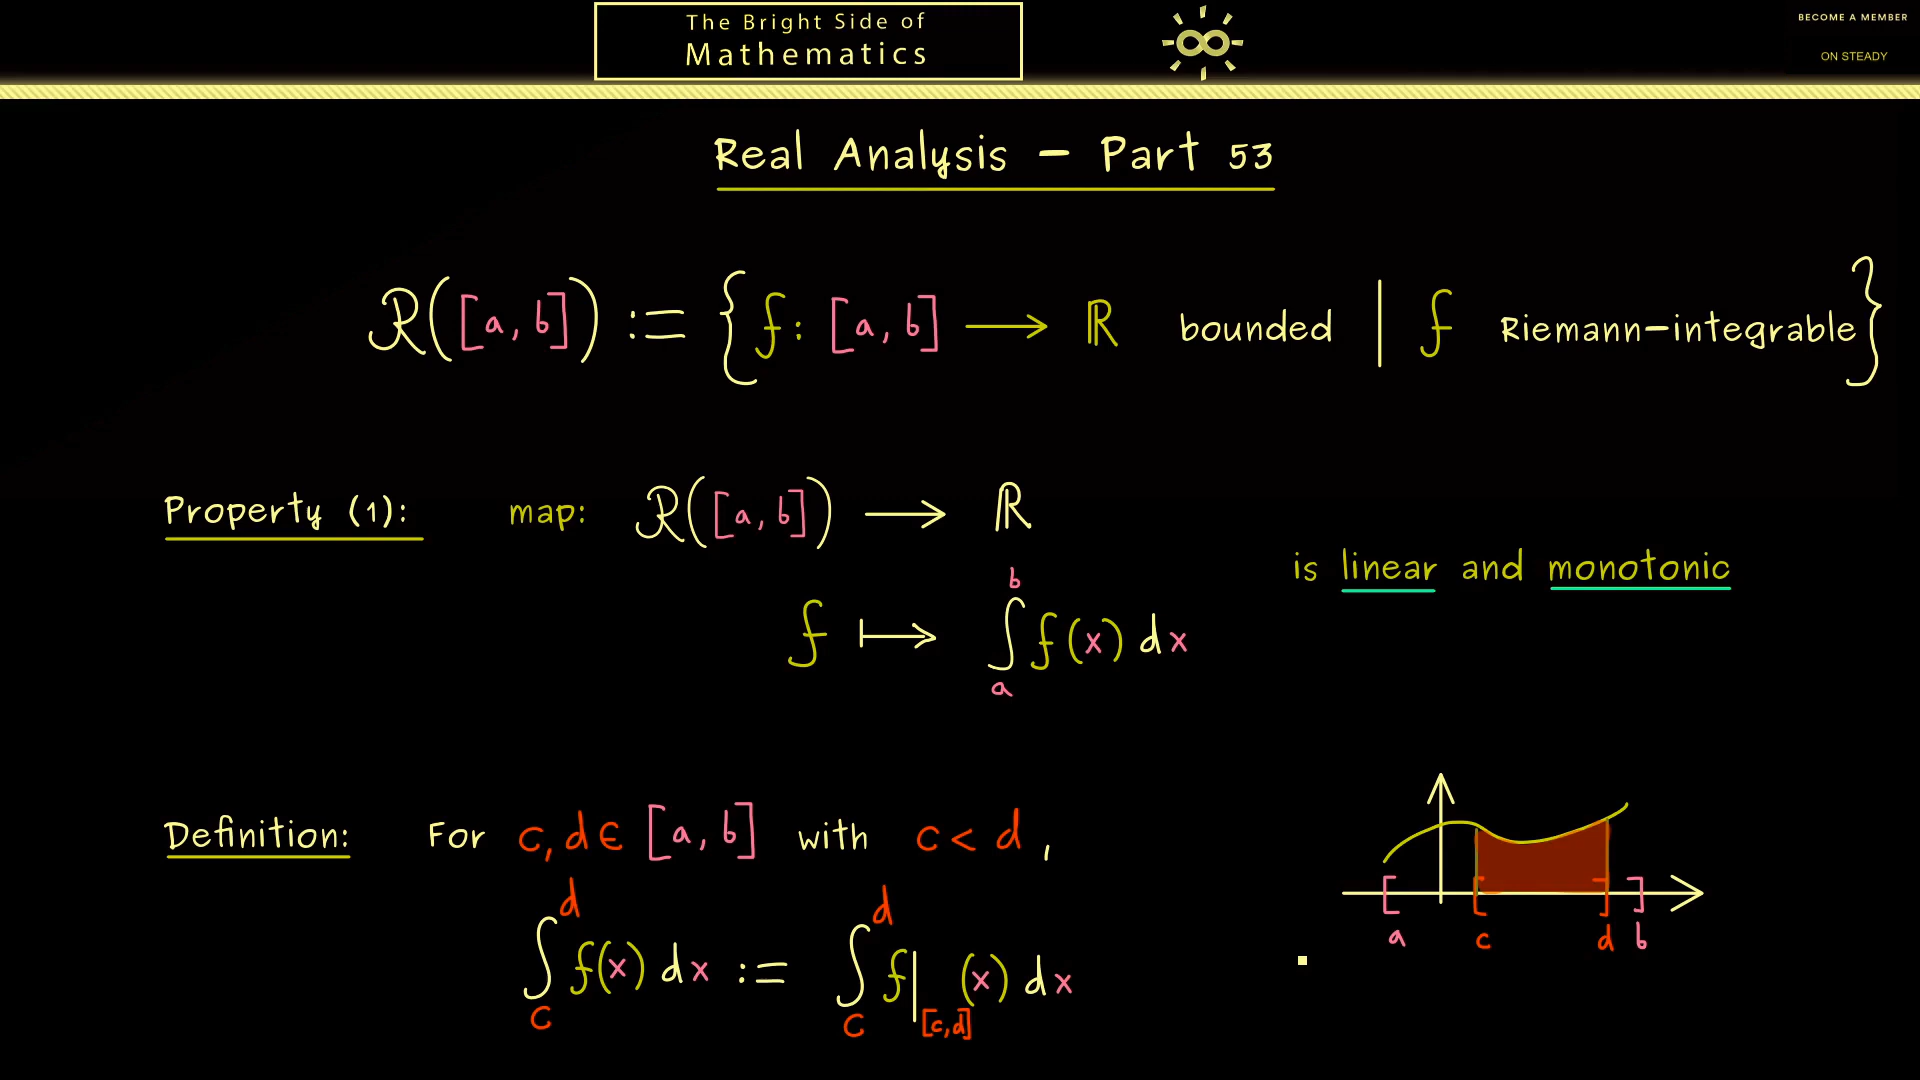 The Bright Side of
Mathematics
BECOME A MEMBER
ON STEADY
Real Analysis – Part 53
ℛ([a, b]) := { f: [a, b] ⟶ ℝ bounded | f Riemann-integrable }
Property (1): map: ℛ([a, b]) ⟶ ℝ
is linear and monotonic
f ⟼ ∫_a^b f(x) dx
Definition: For c, d ∈ [a, b] with c < d ,
∫_c^d f(x) dx := ∫_c^d f|_[c,d] (x) dx
[ [ ] ]
a c d b